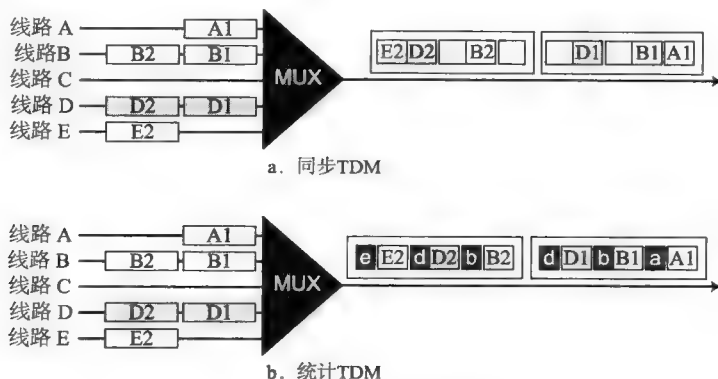 线路 A A1
线路B B2 B1
线路 C
线路 D D2 D1
线路 E E2
MUX
E2 D2 B2 D1 B1 A1
a. 同步TDM
线路 A A1
线路 B B2 B1
线路 C
线路 D D2 D1
线路 E E2
MUX
e E2 d D2 b B2 d D1 b B1 a A1
b. 统计TDM